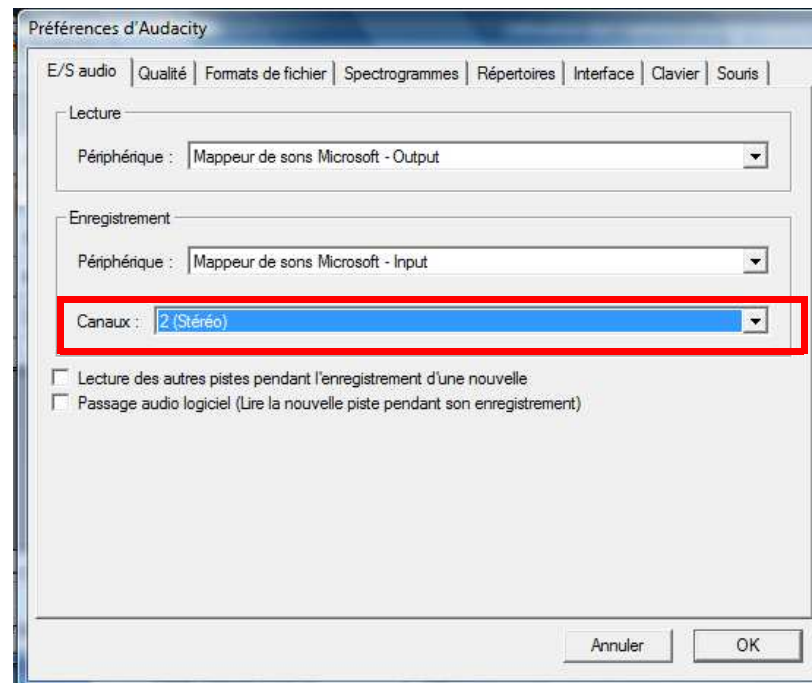 Préférences d'Audacity
E/S audio Qualité Formats de fichier Spectrogrammes Répertoires Interface Clavier Souris
Lecture
Périphérique : Mappeur de sons Microsoft - Output
Enregistrement
Périphérique : Mappeur de sons Microsoft - Input
Canaux : 2 (Stéréo)
Lecture des autres pistes pendant l'enregistrement d'une nouvelle
Passage audio logiciel (Lire la nouvelle piste pendant son enregistrement)
Annuler OK